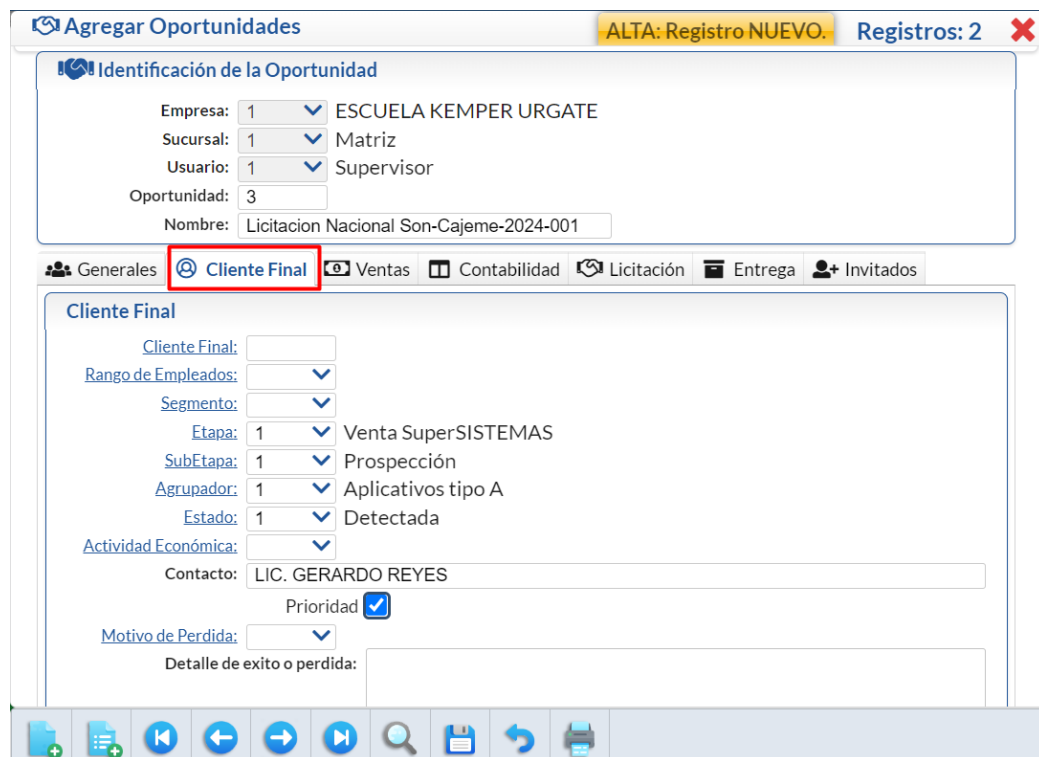 Agregar Oportunidades ALTA: Registro NUEVO. Registros: 2
Identificación de la Oportunidad
Empresa: 1 ESCUELA KEMPER URGATE
Sucursal: 1 Matriz
Usuario: 1 Supervisor
Oportunidad: 3
Nombre: Licitacion Nacional Son-Cajeme-2024-001
Generales Cliente Final Ventas Contabilidad Licitación Entrega Invitados
Cliente Final
Cliente Final:
Rango de Empleados:
Segmento:
Etapa: 1 Venta SuperSISTEMAS
SubEtapa: 1 Prospección
Agrupador: 1 Aplicativos tipo A
Estado: 1 Detectada
Actividad Económica:
Contacto: LIC. GERARDO REYES
Prioridad
Motivo de Perdida:
Detalle de exito o perdida: